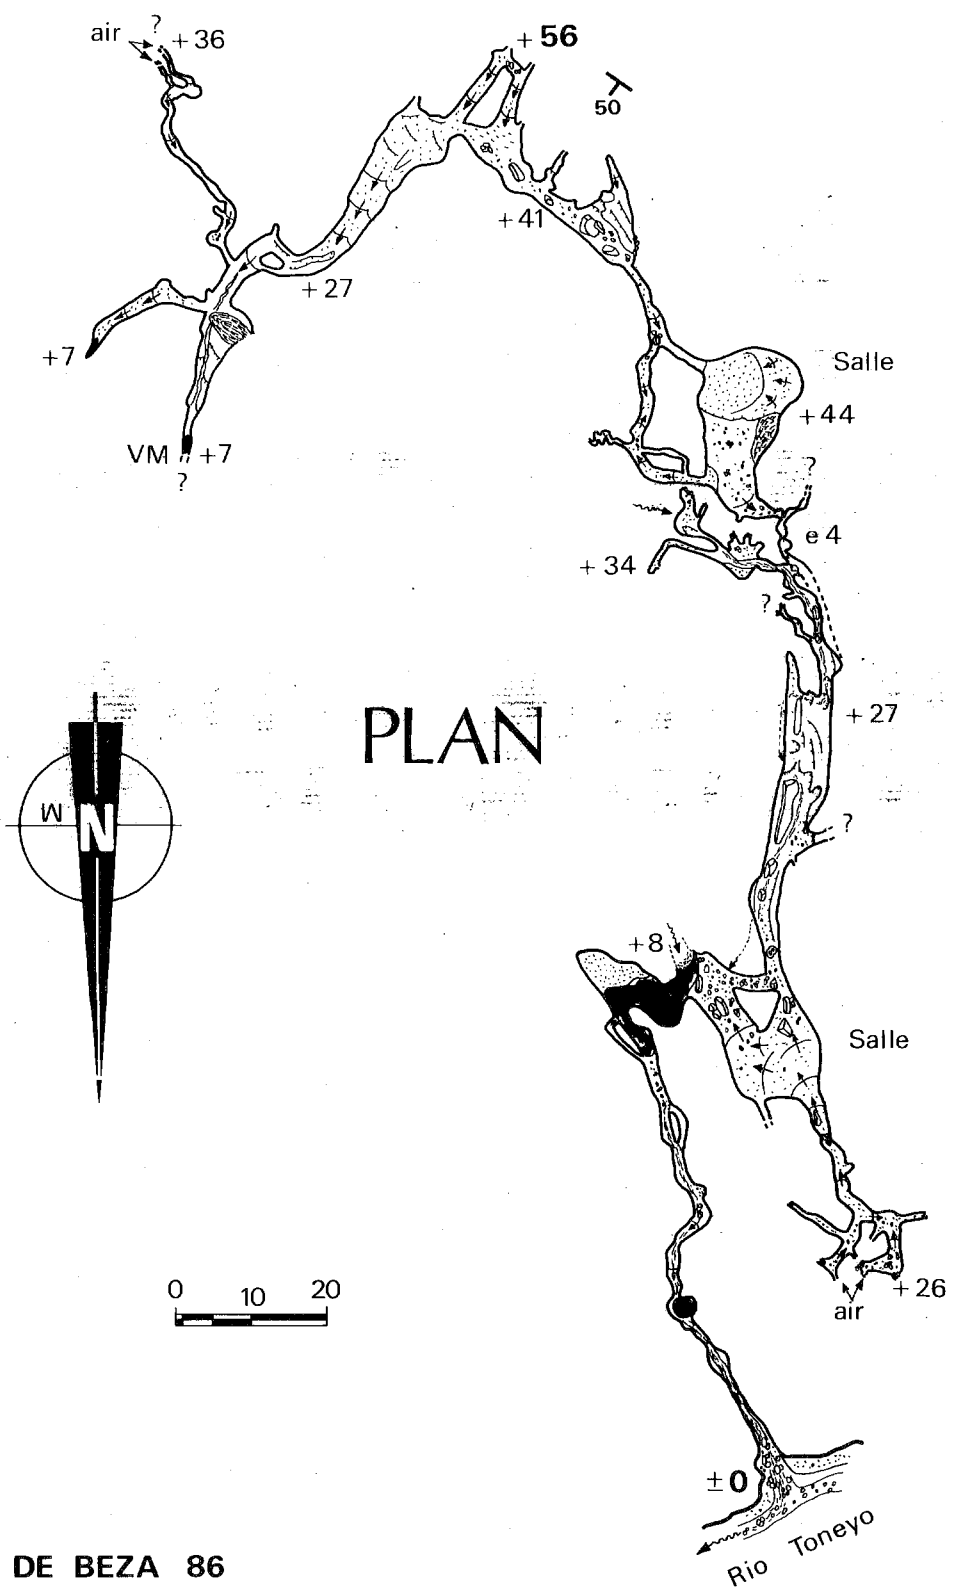 air ? + 36
+ 56
50
+ 41
+ 27
+7
Salle
+ 44
VM +7
?
?
e 4
+ 34
?
PLAN
+ 27
M
N
?
+8
Salle
0 10 20
+ 26
air
± 0
Rio Toneyo
DE BEZA 86